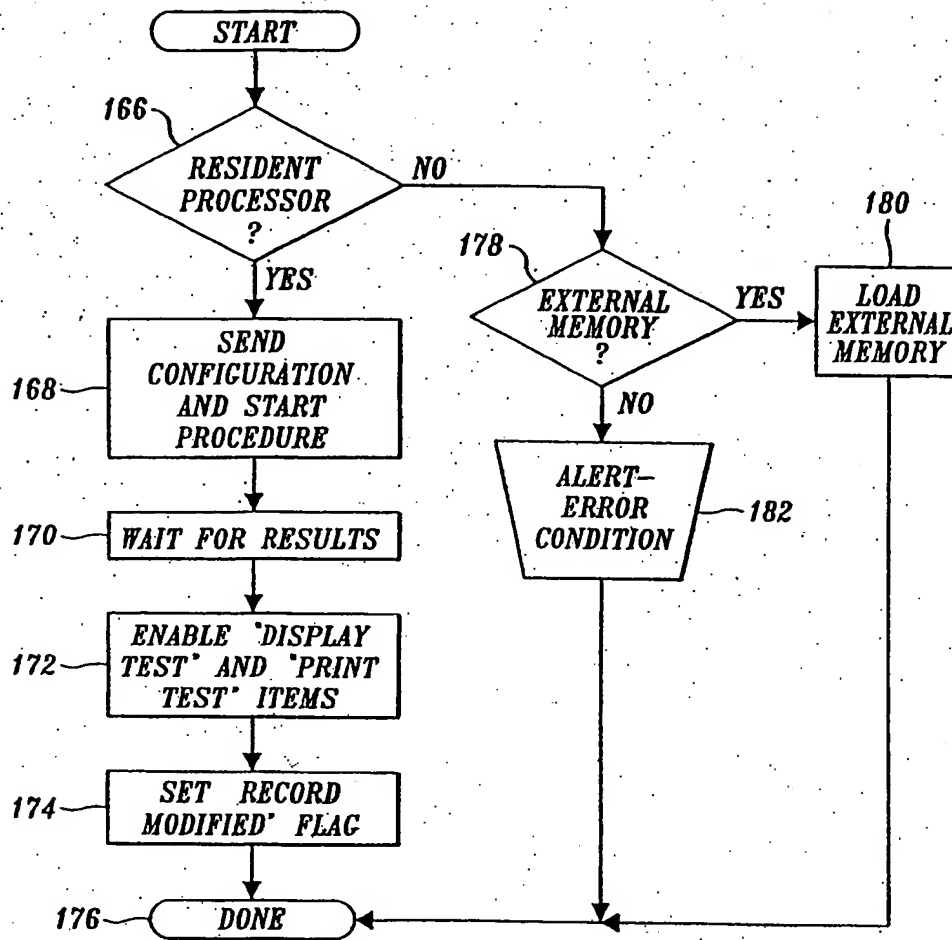 START
166
RESIDENT
PROCESSOR
?
NO
YES
178
EXTERNAL
MEMORY
?
YES
NO
180
LOAD
EXTERNAL
MEMORY
168
SEND
CONFIGURATION
AND START
PROCEDURE
ALERT-
ERROR
CONDITION
182
170
WAIT FOR RESULTS
172
ENABLE "DISPLAY
TEST" AND "PRINT
TEST" ITEMS
174
SET RECORD
MODIFIED" FLAG
176
DONE